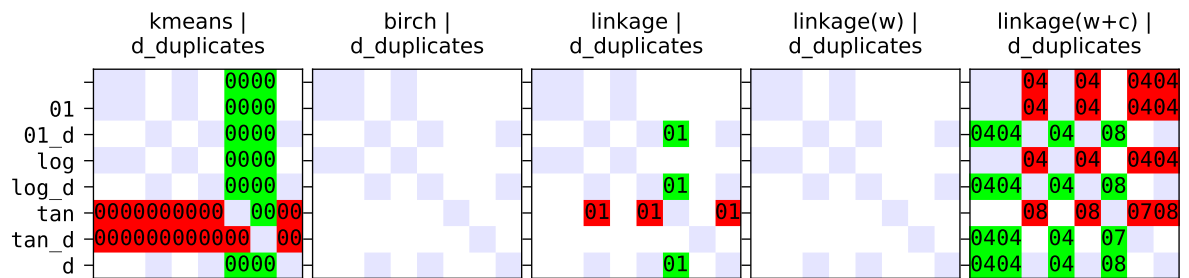 kmeans | birch | linkage | linkage(w) | linkage(w+c) |
d_duplicates d_duplicates d_duplicates d_duplicates d_duplicates
0000 04 04 0404
01 0000 04 04 0404
01_d 0000 01 0404 04 08
log 0000 04 04 0404
log_d 0000 01 0404 04 08
tan 0000000000 0000 01 01 01 08 08 0708
tan_d 000000000000 00 0404 04 07
d 0000 01 0404 04 08